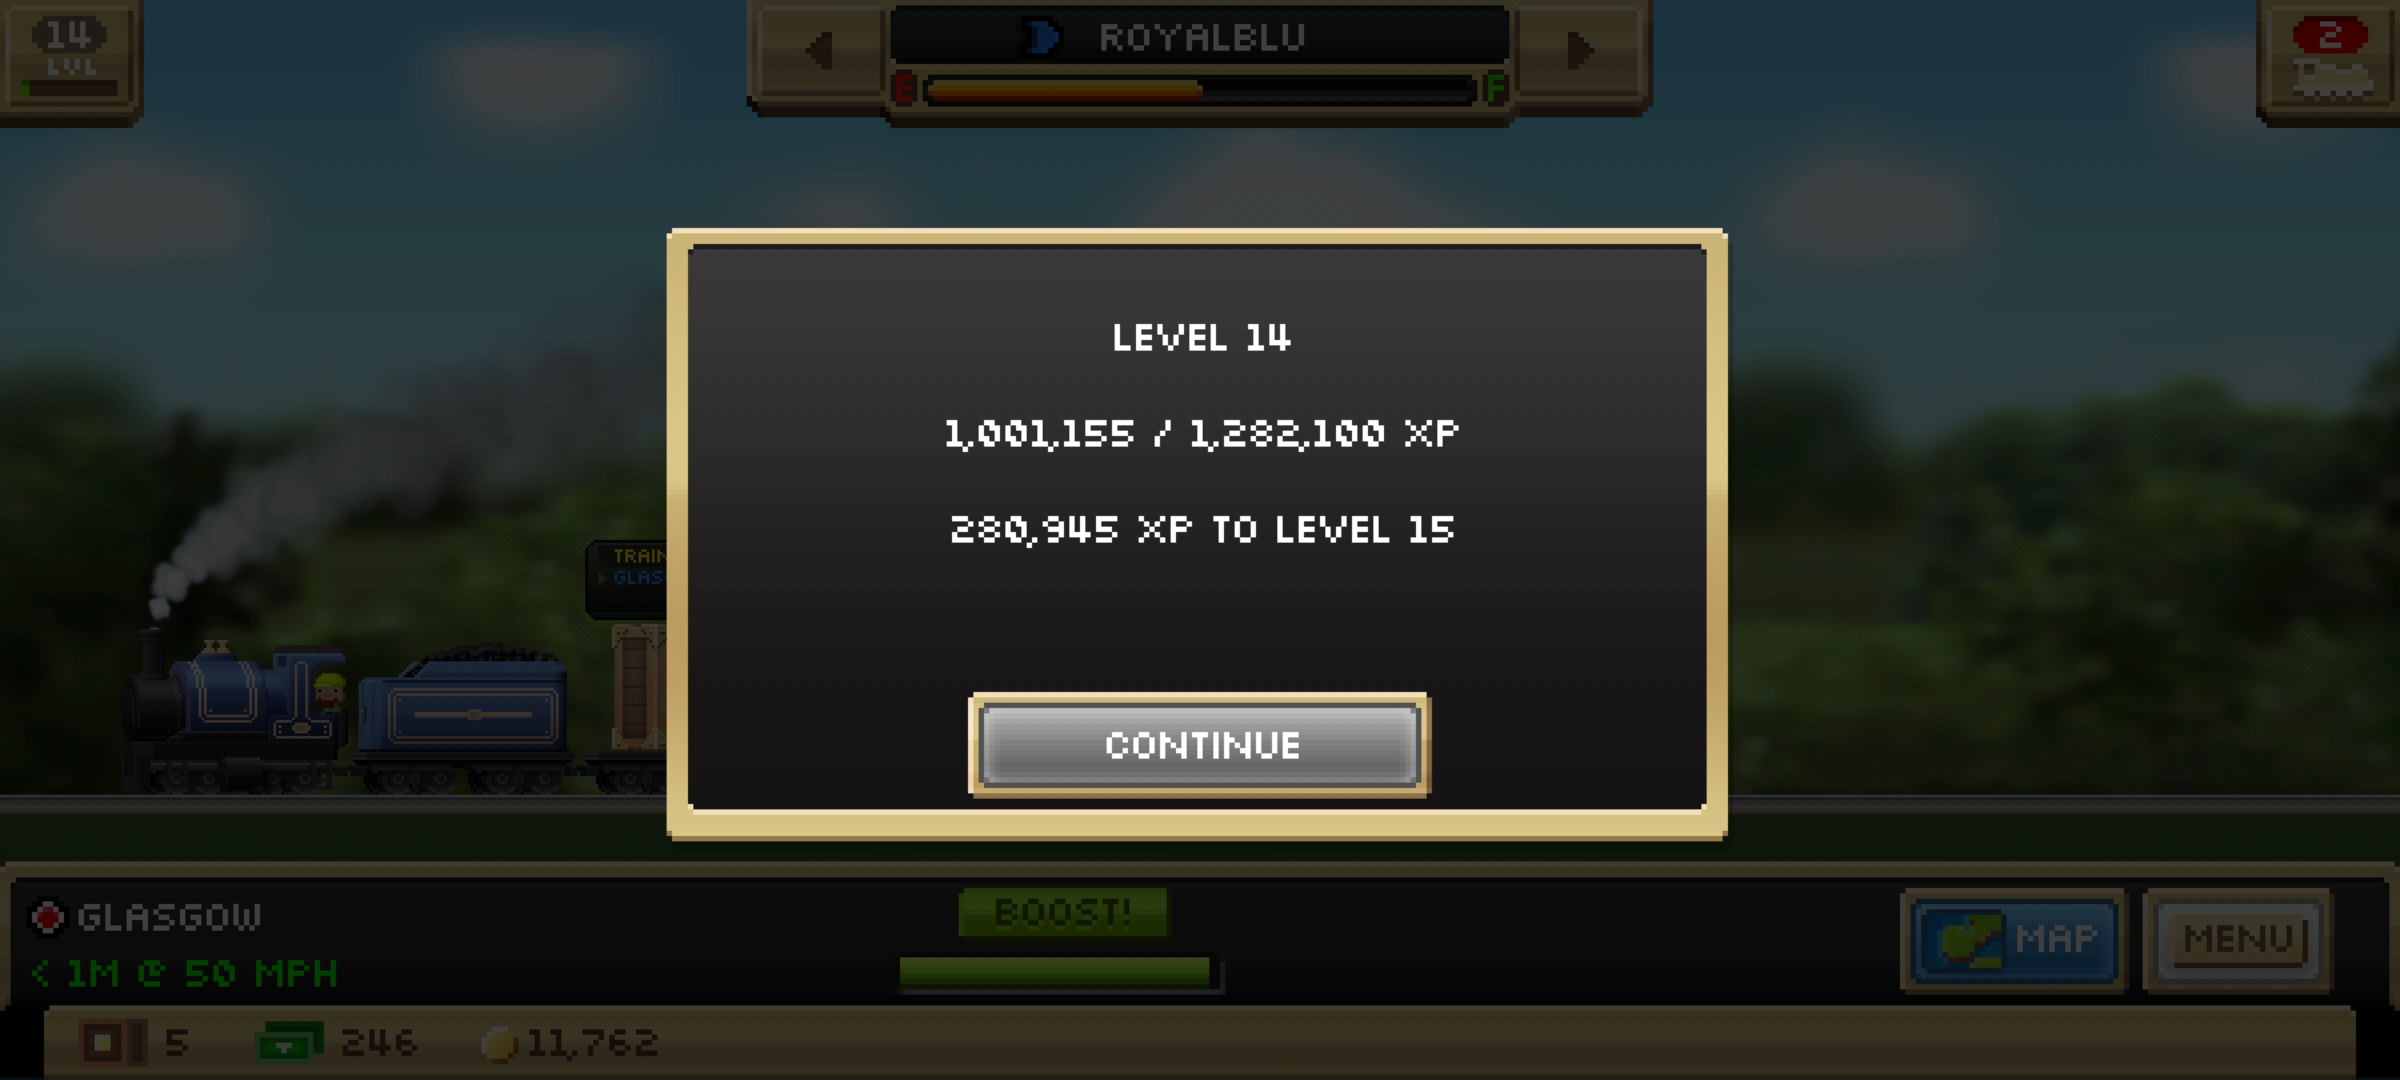 14
LVL
ROYALBLU
E F
2
TRAIN
GLAS
LEVEL 14
1,001,155 / 1,282,100 XP
280,945 XP TO LEVEL 15
CONTINUE
GLASGOW
< 1M @ 50 MPH
BOOST!
MAP
MENU
5 246 11,762